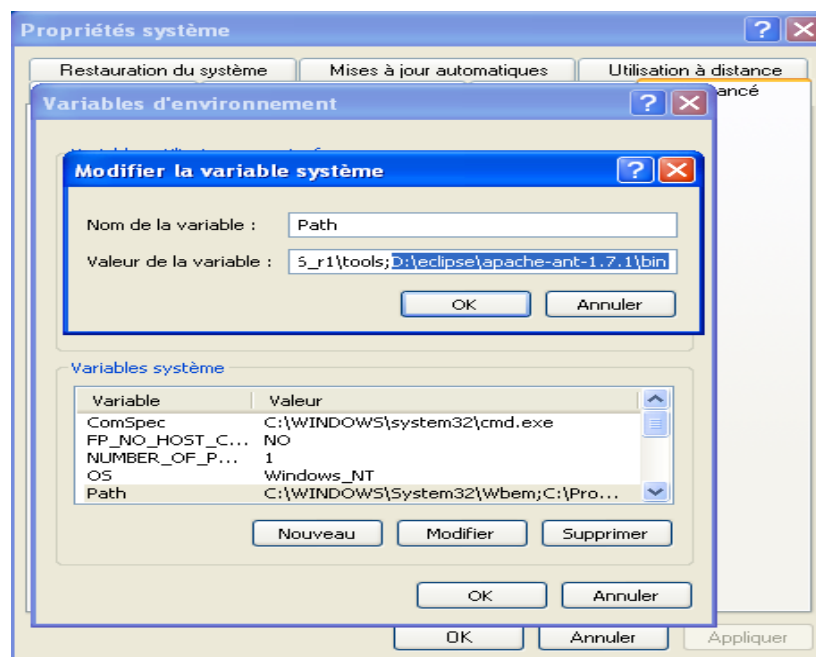 Propriétés système
Restauration du système
Mises à jour automatiques
Utilisation à distance
ancé
Variables d'environnement
Modifier la variable système
Nom de la variable :
Path
Valeur de la variable :
5_r1\tools;D:\eclipse\apache-ant-1.7.1\bin
OK
Annuler
Variables système
Variable
Valeur
ComSpec
C:\WINDOWS\system32\cmd.exe
FP_NO_HOST_C...
NO
NUMBER_OF_P...
1
OS
Windows_NT
Path
C:\WINDOWS\System32\Wbem;C:\Pro...
Nouveau
Modifier
Supprimer
OK
Annuler
OK
Annuler
Appliquer